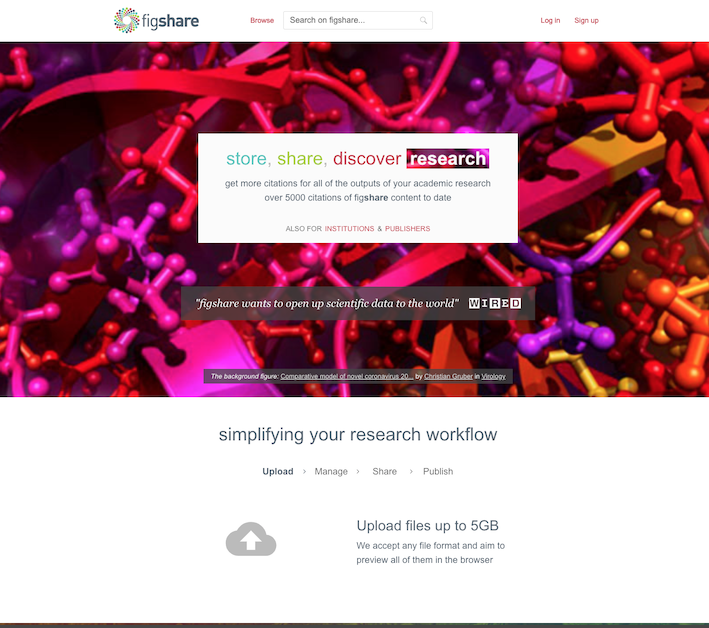 figshare
Browse
Search on figshare...
Log in
Sign up
store, share, discover research
get more citations for all of the outputs of your academic research
over 5000 citations of figshare content to date
ALSO FOR INSTITUTIONS & PUBLISHERS
"figshare wants to open up scientific data to the world" WIRED
The background figure: Comparative model of novel coronavirus 20... by Christian Gruber in Virology
simplifying your research workflow
Upload › Manage › Share › Publish
Upload files up to 5GB
We accept any file format and aim to
preview all of them in the browser